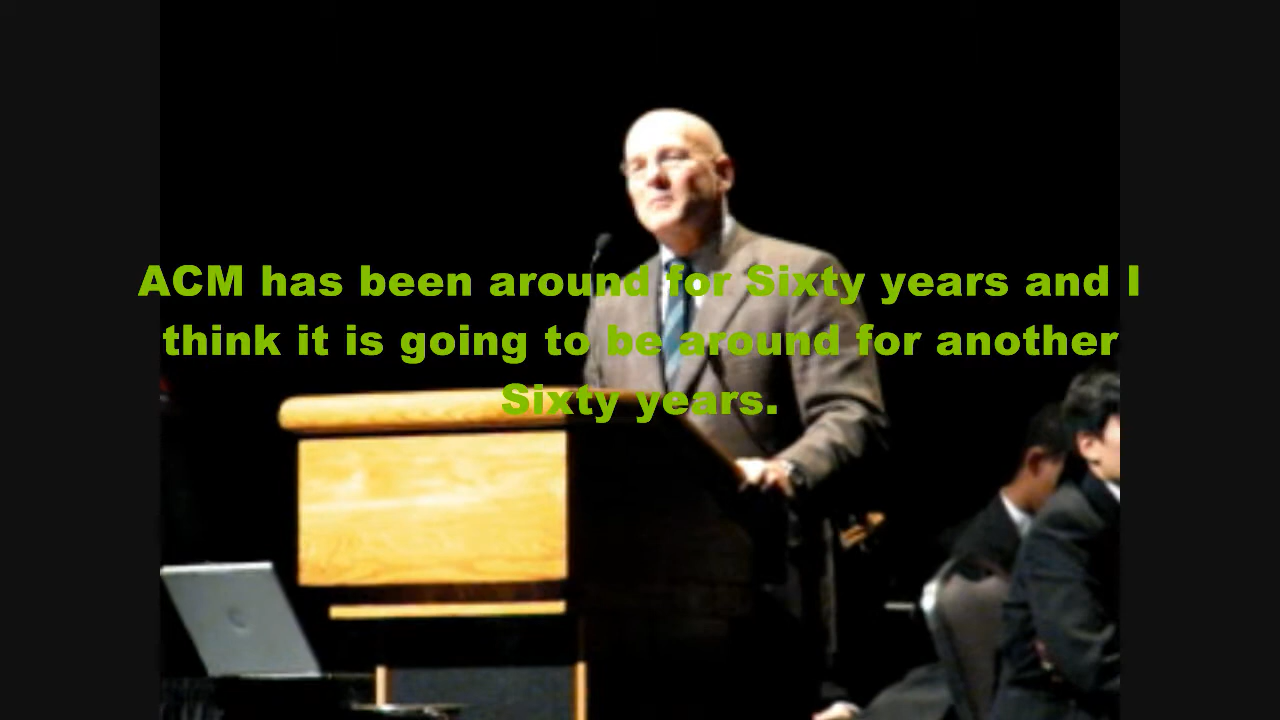 ACM has been around for Sixty years and I
think it is going to be around for another
Sixty years.